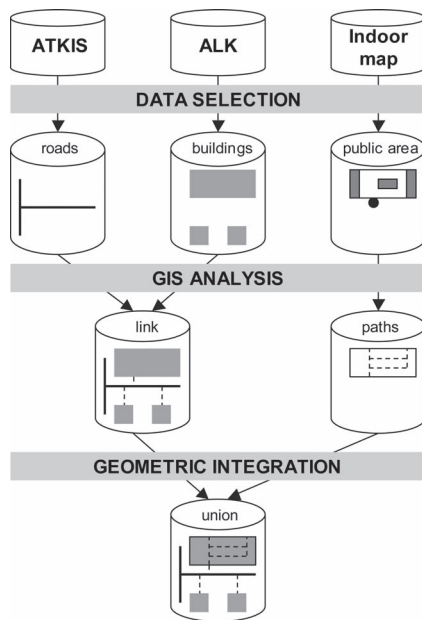 ATKIS
ALK
Indoor
map
DATA SELECTION
roads
buildings
public area
GIS ANALYSIS
link
paths
GEOMETRIC INTEGRATION
union